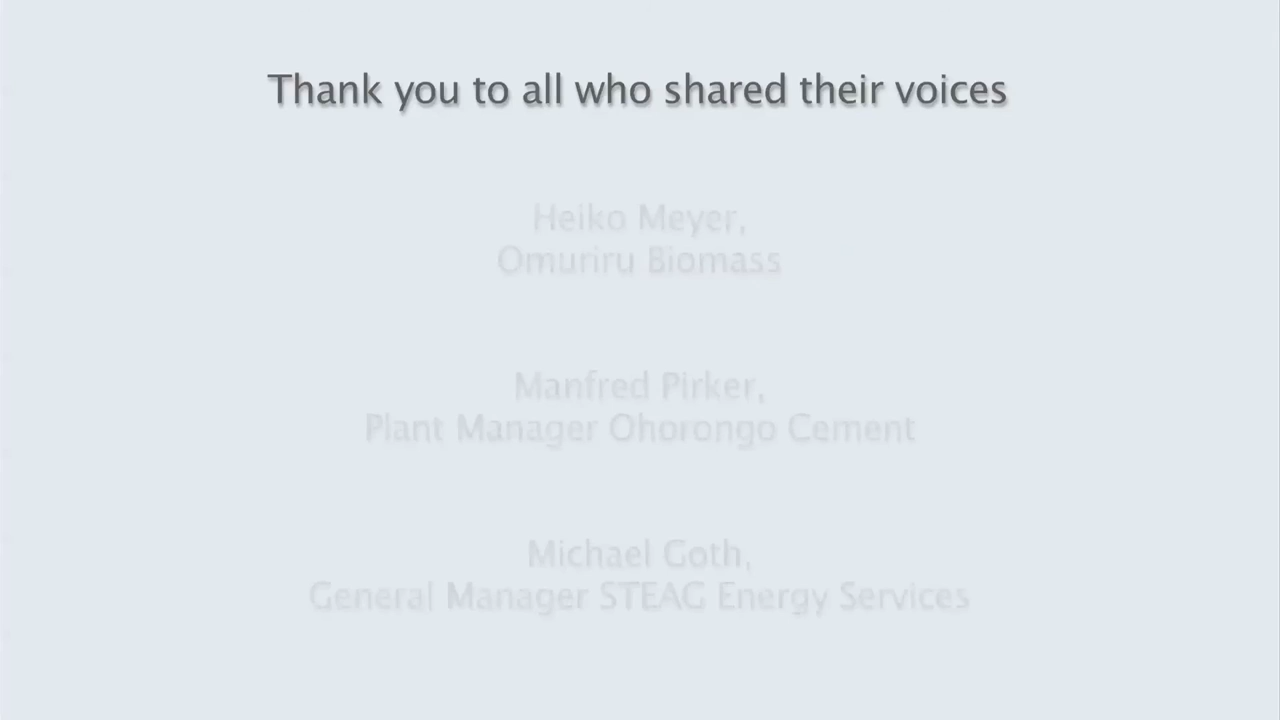 Thank you to all who shared their voices
Heiko Meyer,
Omuriru Biomass
Manfred Pirker,
Plant Manager Ohorongo Cement
Michael Goth,
General Manager STEAG Energy Services